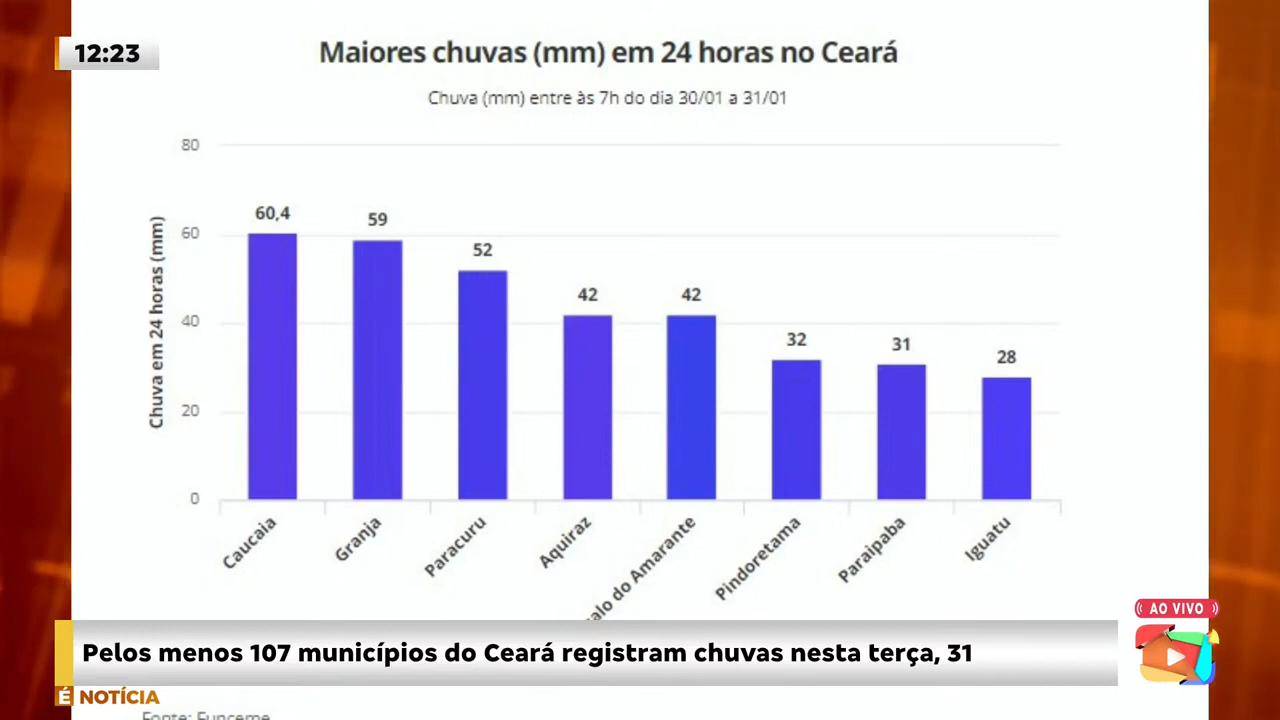 12:23
Maiores chuvas (mm) em 24 horas no Ceará
Chuva (mm) entre às 7h do dia 30/01 a 31/01
Chuva em 24 horas (mm)
80
60
40
20
0
60,4
59
52
42
42
32
31
28
Caucaia
Granja
Paracuru
Aquiraz
do Amarante
Pindoretama
Paraipaba
Iguatu
AO VIVO
Pelos menos 107 municípios do Ceará registram chuvas nesta terça, 31
É NOTÍCIA
Fonte: Funceme